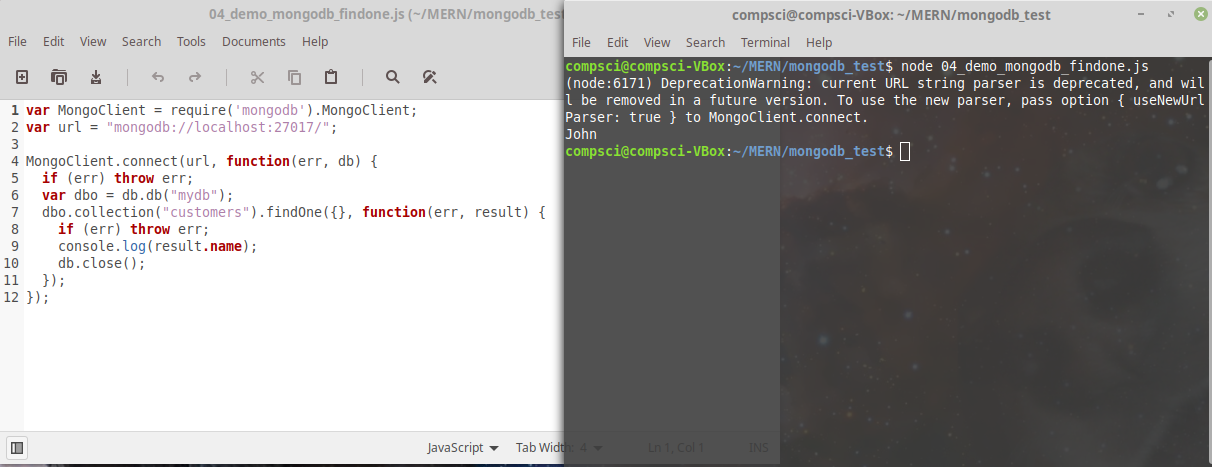 04_demo_mongodb_findone.js (~/MERN/mongodb_test
File Edit View Search Tools Documents Help
1 var MongoClient = require('mongodb').MongoClient;
2 var url = "mongodb://localhost:27017/";
3
4 MongoClient.connect(url, function(err, db) {
5   if (err) throw err;
6   var dbo = db.db("mydb");
7   dbo.collection("customers").findOne({}, function(err, result) {
8     if (err) throw err;
9     console.log(result.name);
10     db.close();
11   });
12 });
JavaScript Tab Width: 4 Ln 1, Col 1 INS
compsci@compsci-VBox: ~/MERN/mongodb_test
File Edit View Search Terminal Help
compsci@compsci-VBox:~/MERN/mongodb_test$ node 04_demo_mongodb_findone.js
(node:6171) DeprecationWarning: current URL string parser is deprecated, and wil
l be removed in a future version. To use the new parser, pass option { useNewUrl
Parser: true } to MongoClient.connect.
John
compsci@compsci-VBox:~/MERN/mongodb_test$